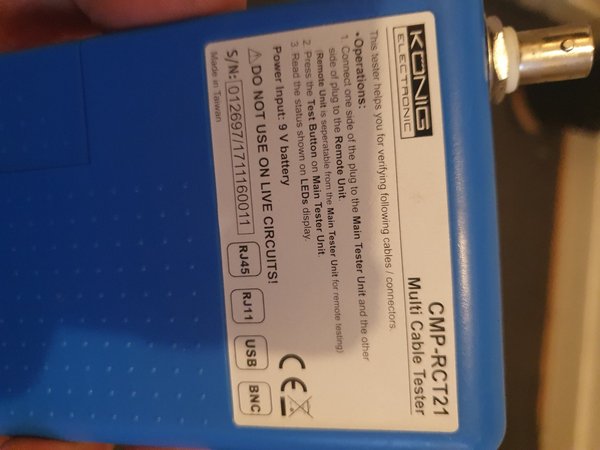 KÖNIG
ELECTRONIC
CMP-RCT21
Multi Cable Tester
This tester helps you for verifying following cables / connectors.
•Operations:
1. Connect one side of the plug to the Main Tester Unit and the other
side of plug to the Remote Unit.
(Remote Unit is seperatable from the Main Tester Unit for remote testing)
2. Press the Test Button on Main Tester Unit.
3. Read the status shown on LEDs display.
Power Input: 9 V battery
⚠DO NOT USE ON LIVE CIRCUITS!
S/N: 012697/1711160011
Made in Taiwan
RJ45 RJ11 USB BNC
CE